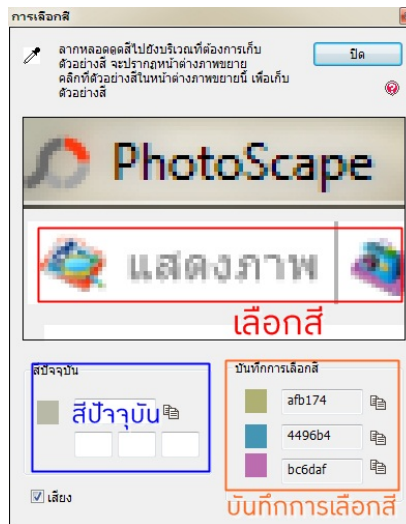 การเลือกสี
ลากหลอดดูดสีไปยังบริเวณที่ต้องการเก็บ
ตัวอย่างสี จะปรากฏหน้าต่างภาพขยาย
คลิกที่ตัวอย่างสีในหน้าต่างภาพขยายนี้ เพื่อเก็บ
ตัวอย่างสี
ปิด
PhotoScape
แสดงภาพ
เลือกสี
สีปัจจุบัน
สีปัจจุบัน
บันทึกการเลือกสี
afb174
4496b4
bc6daf
เสียง
บันทึกการเลือกสี